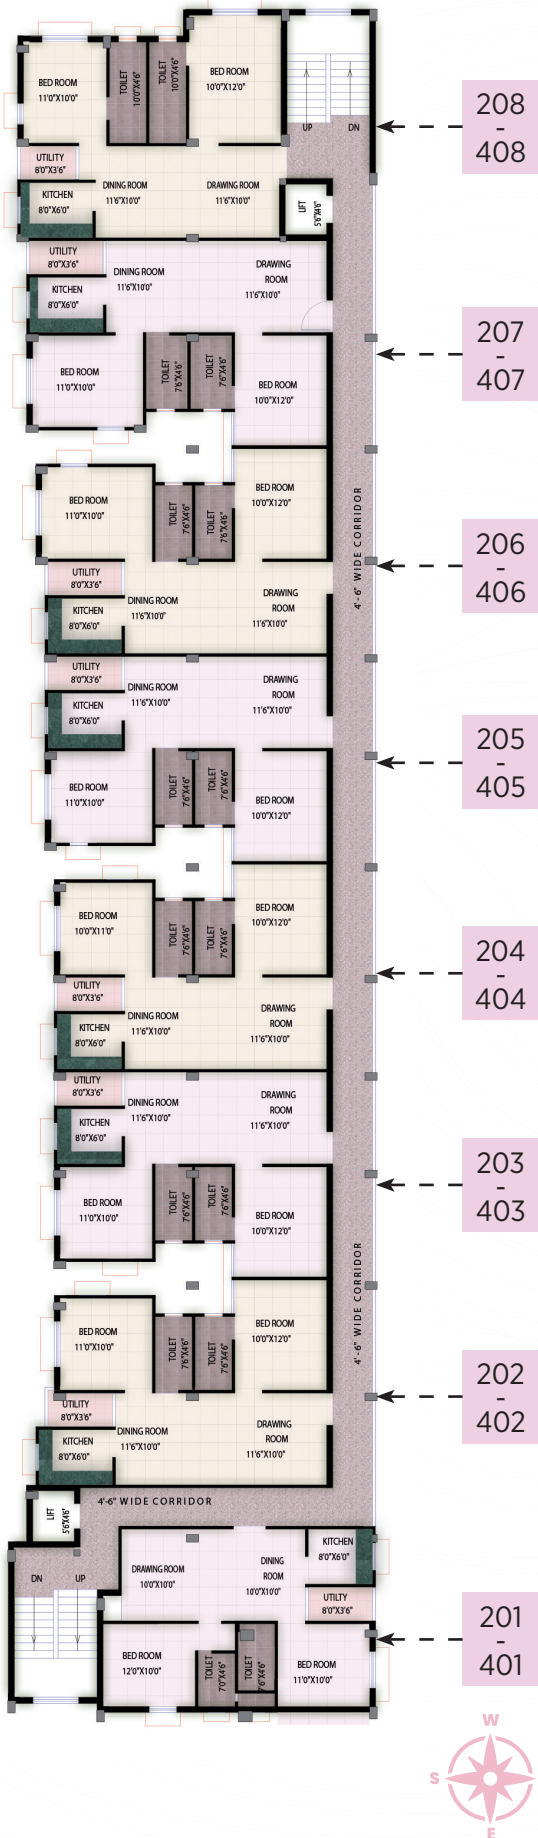 BED ROOM
11'0"X10'0"
TOILET
10'0"X4'6"
TOILET
10'0"X4'6"
BED ROOM
10'0"X12'0"
UP
DN
208
-
408
UTILITY
8'0"X3'6"
KITCHEN
8'0"X6'0"
DINING ROOM
11'6"X10'0"
DRAWING ROOM
11'6"X10'0"
LIFT
5'6"X4'6"
UTILITY
8'0"X3'6"
KITCHEN
8'0"X6'0"
DINING ROOM
11'6"X10'0"
DRAWING
ROOM
11'6"X10'0"
207
-
407
BED ROOM
11'0"X10'0"
TOILET
7'6"X4'6"
TOILET
7'6"X4'6"
BED ROOM
10'0"X12'0"
BED ROOM
11'0"X10'0"
TOILET
7'6"X4'6"
TOILET
7'6"X4'6"
BED ROOM
10'0"X12'0"
4'-6" WIDE CORRIDOR
206
-
406
UTILITY
8'0"X3'6"
KITCHEN
8'0"X6'0"
DINING ROOM
11'6"X10'0"
DRAWING
ROOM
11'6"X10'0"
UTILITY
8'0"X3'6"
KITCHEN
8'0"X6'0"
DINING ROOM
11'6"X10'0"
DRAWING
ROOM
11'6"X10'0"
205
-
405
BED ROOM
11'0"X10'0"
TOILET
7'6"X4'6"
TOILET
7'6"X4'6"
BED ROOM
10'0"X12'0"
BED ROOM
10'0"X11'0"
TOILET
7'6"X4'6"
TOILET
7'6"X4'6"
BED ROOM
10'0"X12'0"
204
-
404
UTILITY
8'0"X3'6"
KITCHEN
8'0"X6'0"
DINING ROOM
11'6"X10'0"
DRAWING
ROOM
11'6"X10'0"
UTILITY
8'0"X3'6"
KITCHEN
8'0"X6'0"
DINING ROOM
11'6"X10'0"
DRAWING
ROOM
11'6"X10'0"
203
-
403
BED ROOM
11'0"X10'0"
TOILET
7'6"X4'6"
TOILET
7'6"X4'6"
BED ROOM
10'0"X12'0"
4'-6" WIDE CORRIDOR
BED ROOM
11'0"X10'0"
TOILET
7'6"X4'6"
TOILET
7'6"X4'6"
BED ROOM
10'0"X12'0"
202
-
402
UTILITY
8'0"X3'6"
KITCHEN
8'0"X6'0"
DINING ROOM
11'6"X10'0"
DRAWING
ROOM
11'6"X10'0"
LIFT
5'6"X4'6"
4'-6" WIDE CORRIDOR
DN
UP
DRAWING ROOM
10'0"X10'0"
DINING
ROOM
10'0"X10'0"
KITCHEN
8'0"X6'0"
UTILTY
8'0"X3'6"
201
-
401
BED ROOM
12'0"X10'0"
TOILET
7'0"X4'6"
TOILET
7'6"X4'6"
BED ROOM
11'0"X10'0"
W
S
E